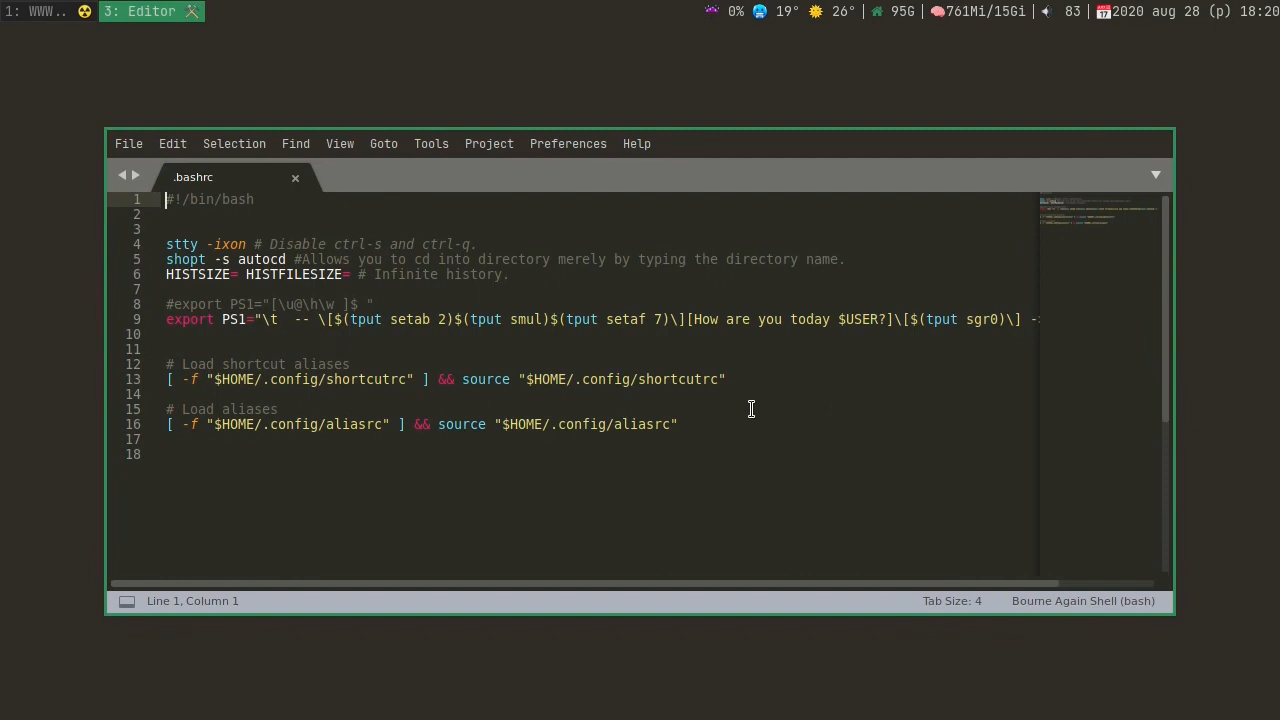 1: WWW.. ☢ 3: Editor 🛠 👾 0% 🥶 19° 🌞 26° | 95G | 🧠761Mi/15Gi | 83 | 📅2020 aug 28 (p) 18:20
File Edit Selection Find View Goto Tools Project Preferences Help
.bashrc ×
1 #!/bin/bash
2
3
4 stty -ixon # Disable ctrl-s and ctrl-q.
5 shopt -s autocd #Allows you to cd into directory merely by typing the directory name.
6 HISTSIZE= HISTFILESIZE= # Infinite history.
7
8 #export PS1="[\u@\h\w ]$ "
9 export PS1="\t  -- \[$(tput setab 2)$(tput smul)$(tput setaf 7)\][How are you today $USER?]\[$(tput sgr0)\] -
10
11
12 # Load shortcut aliases
13 [ -f "$HOME/.config/shortcutrc" ] && source "$HOME/.config/shortcutrc"
14
15 # Load aliases
16 [ -f "$HOME/.config/aliasrc" ] && source "$HOME/.config/aliasrc"
17
18
Line 1, Column 1 Tab Size: 4 Bourne Again Shell (bash)